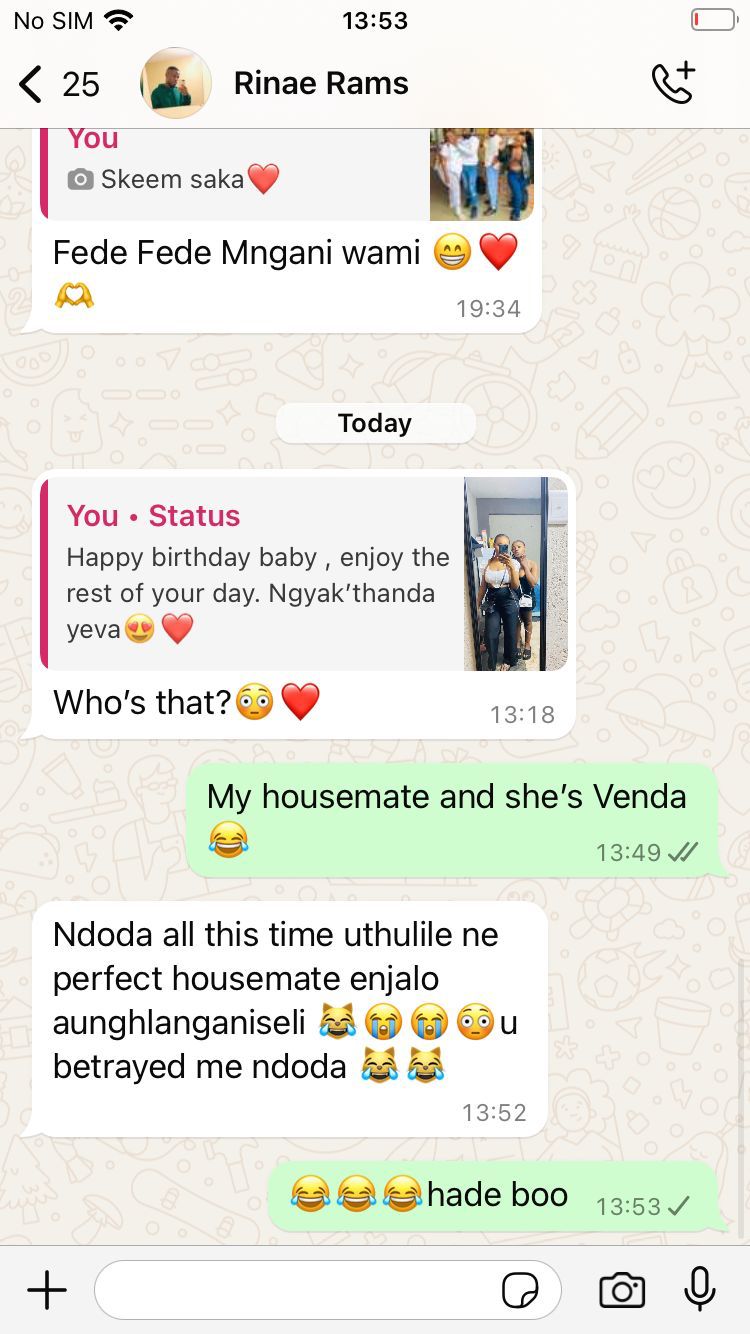 No SIM 13:53
25 Rinae Rams
You
Skeem saka❤️
Fede Fede Mngani wami 😁❤️
🫶
19:34
Today
You • Status
Happy birthday baby , enjoy the
rest of your day. Ngyak’thanda
yeva😍❤️
Who’s that?😳❤️
13:18
My housemate and she’s Venda
😂
13:49
Ndoda all this time uthulile ne
perfect housemate enjalo
aunghlanganiseli 😹😭😭😳u
betrayed me ndoda 😹😹
13:52
😂😂😂hade boo 13:53